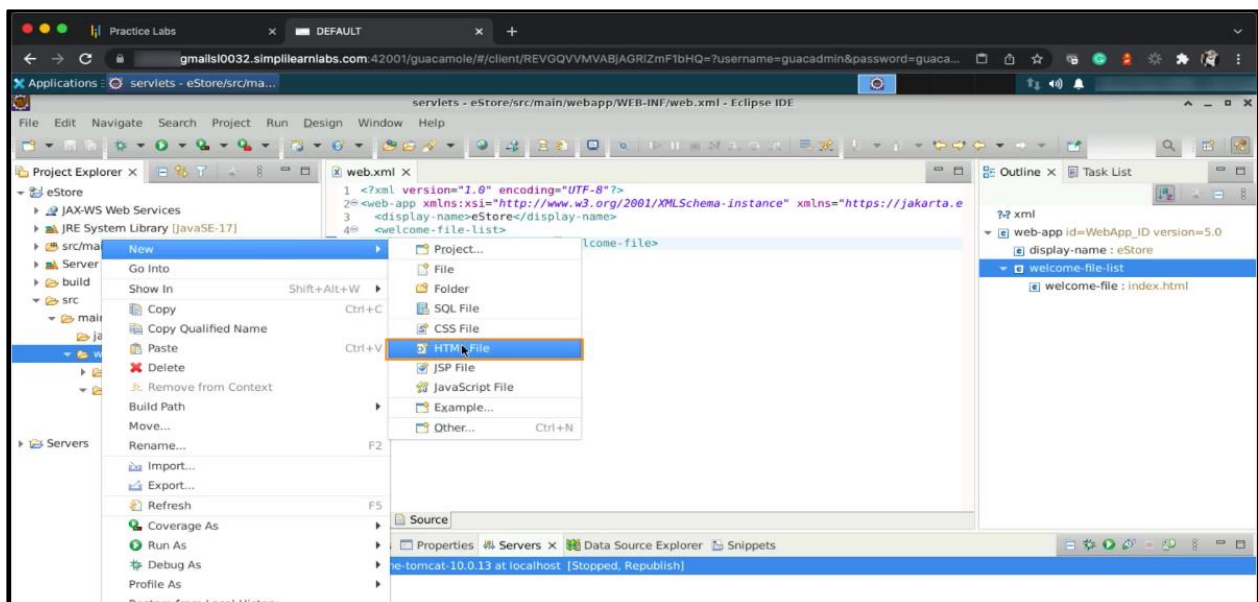 Practice Labs
DEFAULT
gmailsl0032.simplilearnlabs.com:42001/guacamole/#/client/REVGQVVMVABjAGRIZmF1bHQ=?username=guacadmin&password=guaca...
Applications : servlets - eStore/src/ma...
servlets - eStore/src/main/webapp/WEB-INF/web.xml - Eclipse IDE
File Edit Navigate Search Project Run Design Window Help
Project Explorer
web.xml
Outline Task List
1 <?xml version="1.0" encoding="UTF-8"?>
2 <web-app xmlns:xsi="http://www.w3.org/2001/XMLSchema-instance" xmlns="https://jakarta.e
3 <display-name>eStore</display-name>
4 <welcome-file-list>
lcome-file>
eStore
JAX-WS Web Services
JRE System Library [JavaSE-17]
src/mai
Server
build
src
main
ja
w
Servers
New
Go Into
Show In Shift+Alt+W
Copy Ctrl+C
Copy Qualified Name
Paste Ctrl+V
Delete
Remove from Context
Build Path
Move...
Rename... F2
Import...
Export...
Refresh F5
Coverage As
Run As
Debug As
Profile As
Project...
File
Folder
SQL File
CSS File
HTML File
JSP File
JavaScript File
Example...
Other... Ctrl+N
?-? xml
web-app id=WebApp_ID version=5.0
display-name : eStore
welcome-file-list
welcome-file : index.html
Source
Properties Servers Data Source Explorer Snippets
he-tomcat-10.0.13 at localhost [Stopped, Republish]